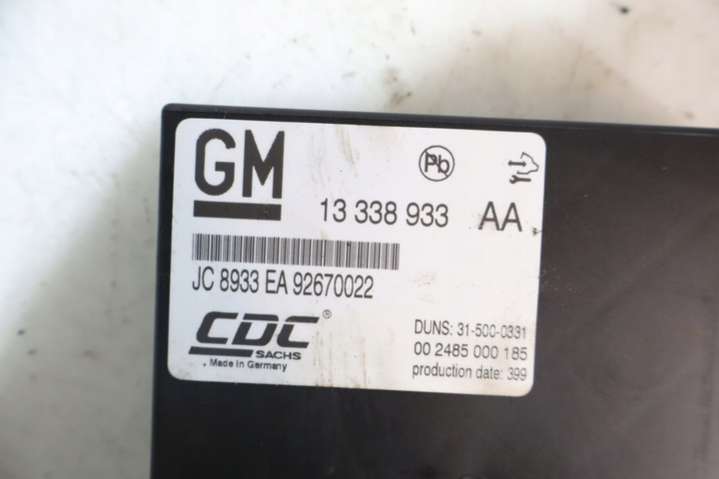 GM
Pb
13 338 933 AA
JC 8933 EA 92670022
CDC®
SACHS
Made in Germany
DUNS: 31-500-0331
00 2485 000 185
production date: 399